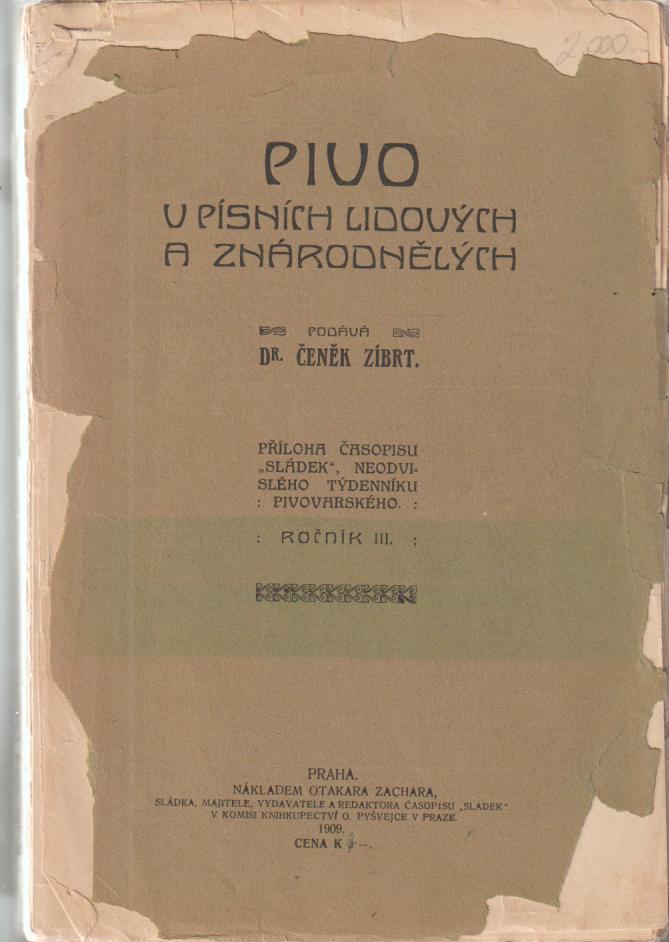 2.000
PIVO
V PÍSNÍCH LIDOVÝCH
A ZNÁRODNĚLÝCH
PODÁVÁ
DR. ČENĚK ZÍBRT.
PŘÍLOHA ČASOPISU
„SLÁDEK“, NEODVI-
SLÉHO TÝDENNÍKU
: PIVOVARSKÉHO. :
: ROČNÍK III. :
PRAHA.
NÁKLADEM OTAKARA ZACHARA,
SLÁDKA, MAJITELE, VYDAVATELE A REDAKTORA ČASOPISU „SLÁDEK“.
V KOMISI KNIHKUPECTVÍ O. PYŠVEJCE V PRAZE.
1909.
CENA K